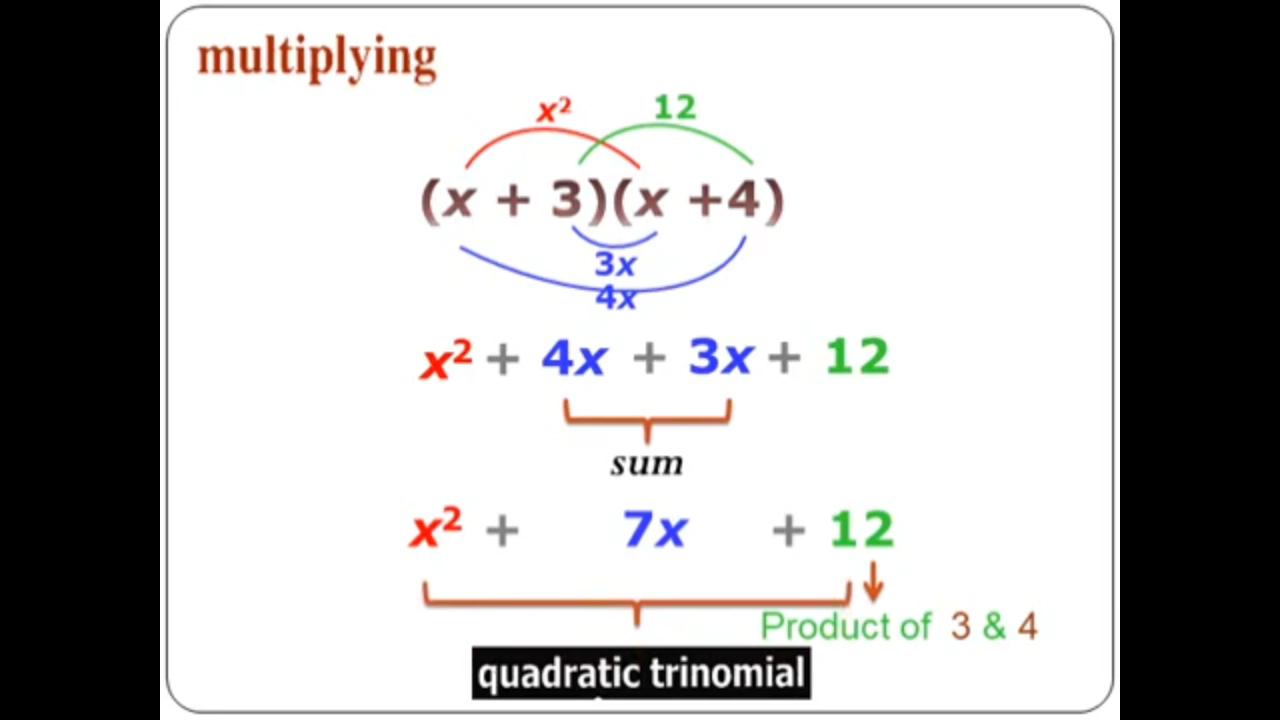 multiplying
x² 12
(x + 3)(x +4)
3x
4x
x² + 4x + 3x + 12
sum
x² + 7x + 12
Product of 3 & 4
quadratic trinomial